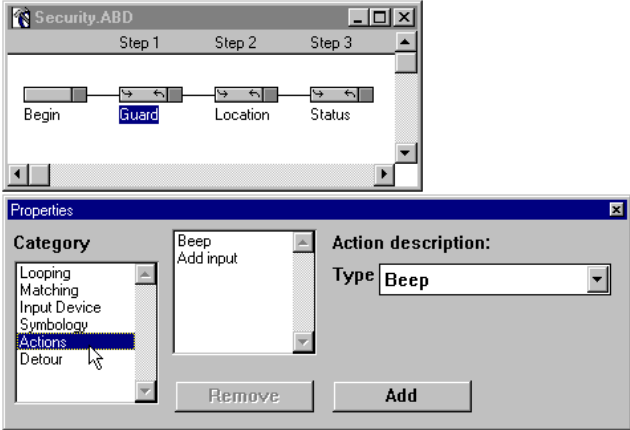 Security.ABD
Step 1 Step 2 Step 3
Begin Guard Location Status
Properties
Category
Looping
Matching
Input Device
Symbology
Actions
Detour
Beep
Add input
Action description:
Type Beep
Remove Add